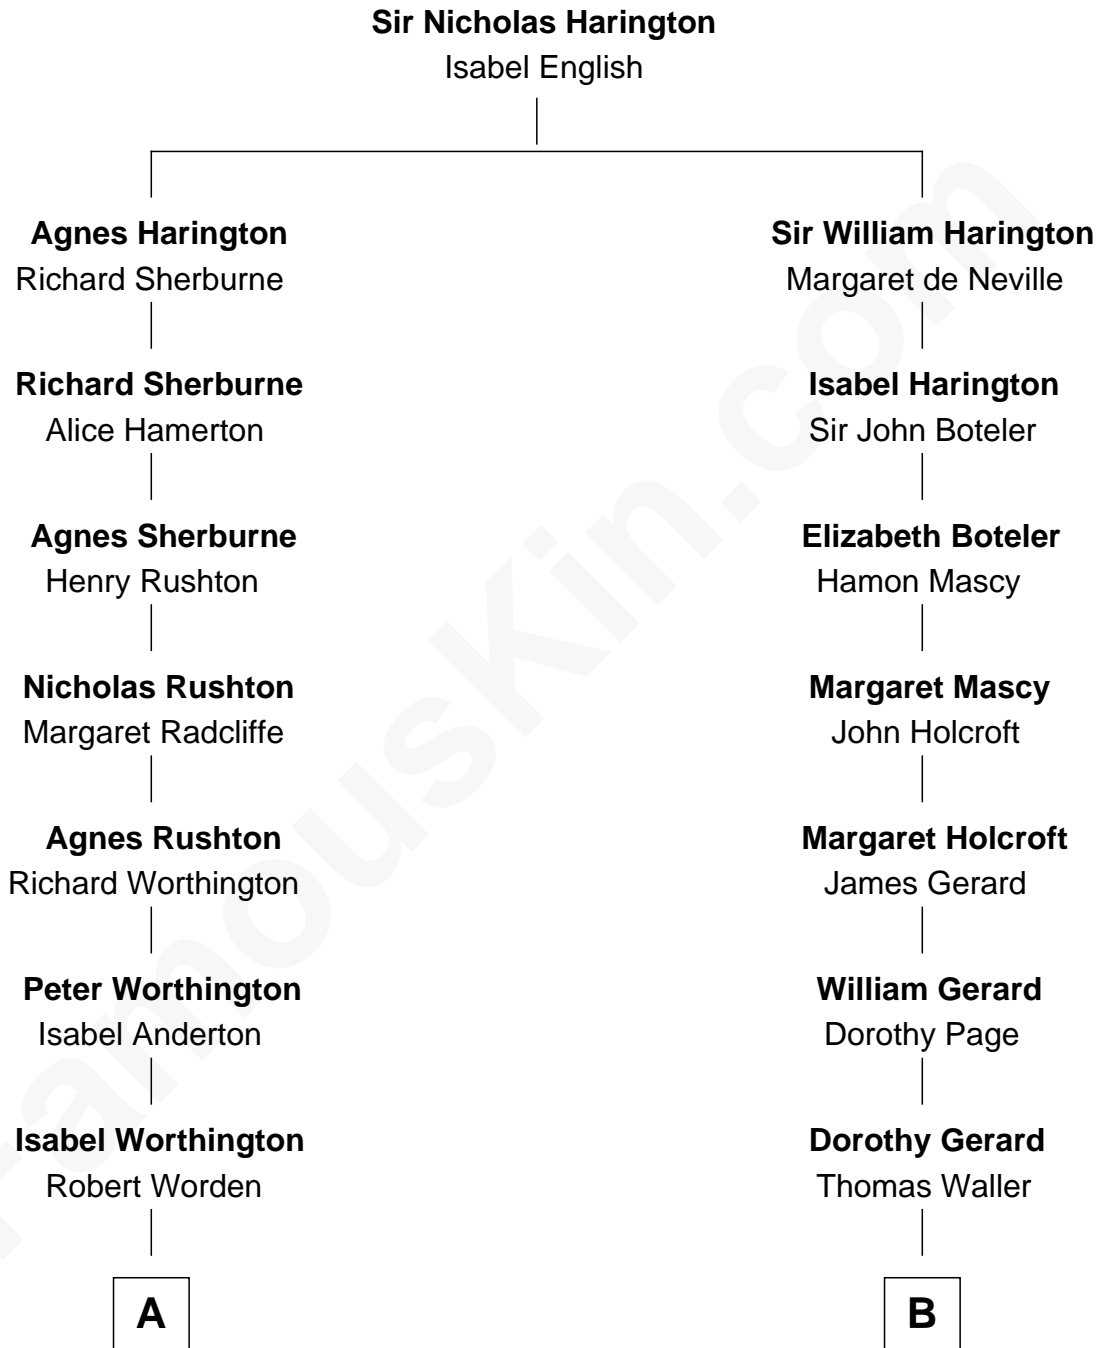 Sir Nicholas Harington
Isabel English
Agnes Harington
Richard Sherburne
Richard Sherburne
Alice Hamerton
Agnes Sherburne
Henry Rushton
Nicholas Rushton
Margaret Radcliffe
Agnes Rushton
Richard Worthington
Peter Worthington
Isabel Anderton
Isabel Worthington
Robert Worden
A
Sir William Harington
Margaret de Neville
Isabel Harington
Sir John Boteler
Elizabeth Boteler
Hamon Mascy
Margaret Mascy
John Holcroft
Margaret Holcroft
James Gerard
William Gerard
Dorothy Page
Dorothy Gerard
Thomas Waller
B
FamousKin.com